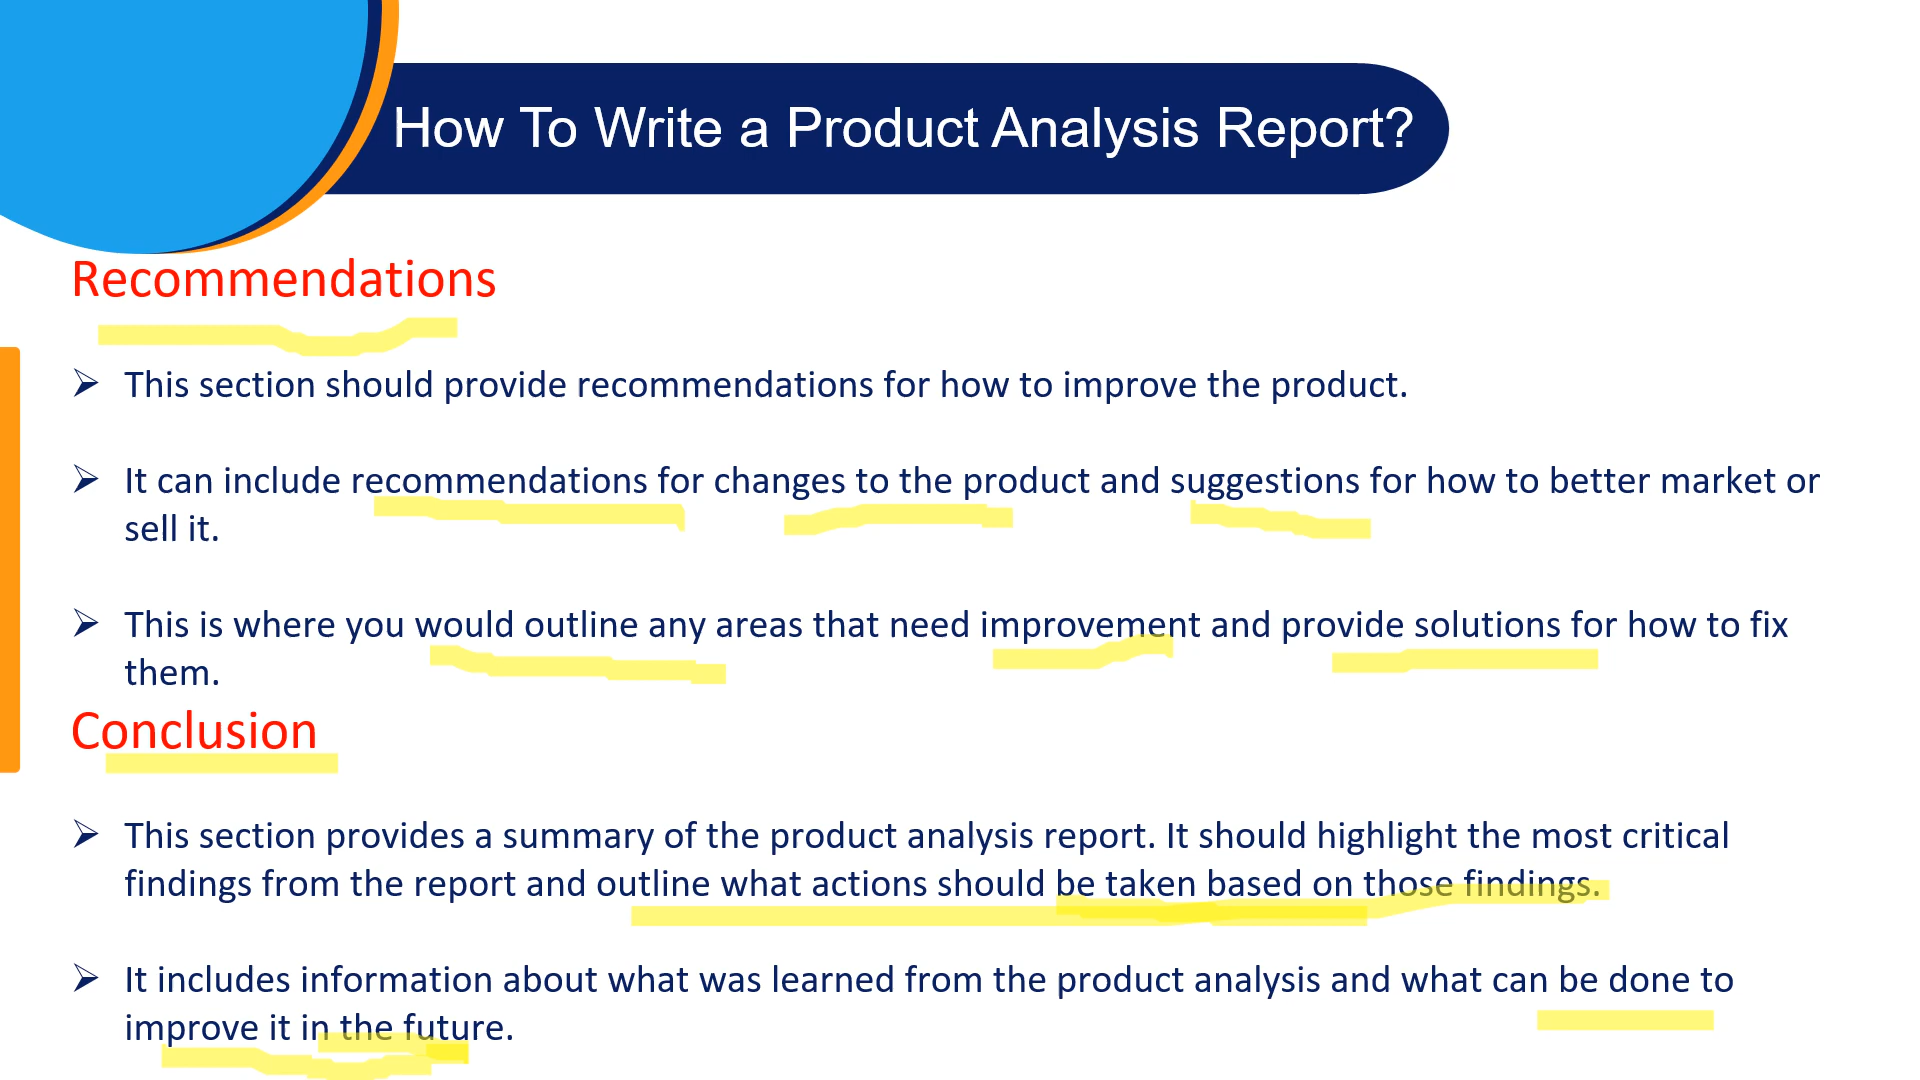 How To Write a Product Analysis Report?
Recommendations
This section should provide recommendations for how to improve the product.
It can include recommendations for changes to the product and suggestions for how to better market or
sell it.
This is where you would outline any areas that need improvement and provide solutions for how to fix
them.
Conclusion
This section provides a summary of the product analysis report. It should highlight the most critical
findings from the report and outline what actions should be taken based on those findings.
It includes information about what was learned from the product analysis and what can be done to
improve it in the future.